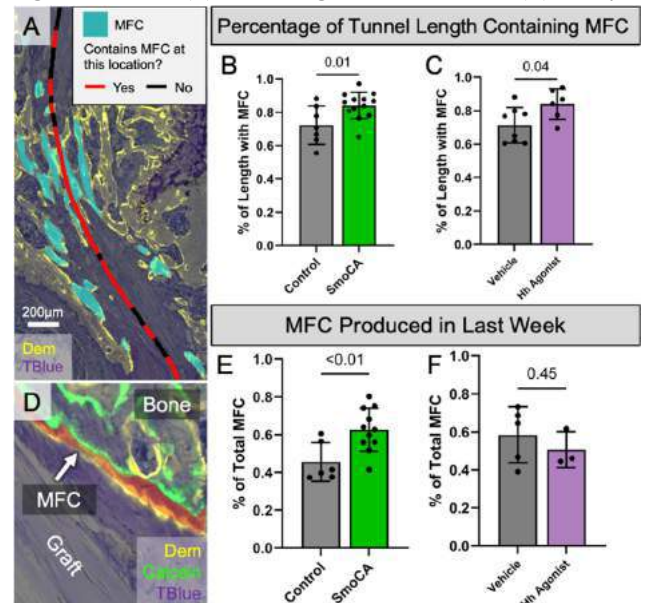 A
MFC
Contains MFC at
this location?
Yes No
200µm
Dem
TBlue
Percentage of Tunnel Length Containing MFC
B
0.01
% of Length with MFC
1.0
0.8
0.6
0.4
0.2
0.0
Control
SmoCA
C
0.04
% of Length with MFC
1.0
0.8
0.6
0.4
0.2
0.0
Vehicle
Hh Agonist
MFC Produced in Last Week
D
Bone
MFC
Graft
Dem
Calcein
TBlue
E
<0.01
% of Total MFC
1.0
0.8
0.6
0.4
0.2
0.0
Control
SmoCA
F
0.45
% of Total MFC
1.0
0.8
0.6
0.4
0.2
0.0
Vehicle
Hh Agonist